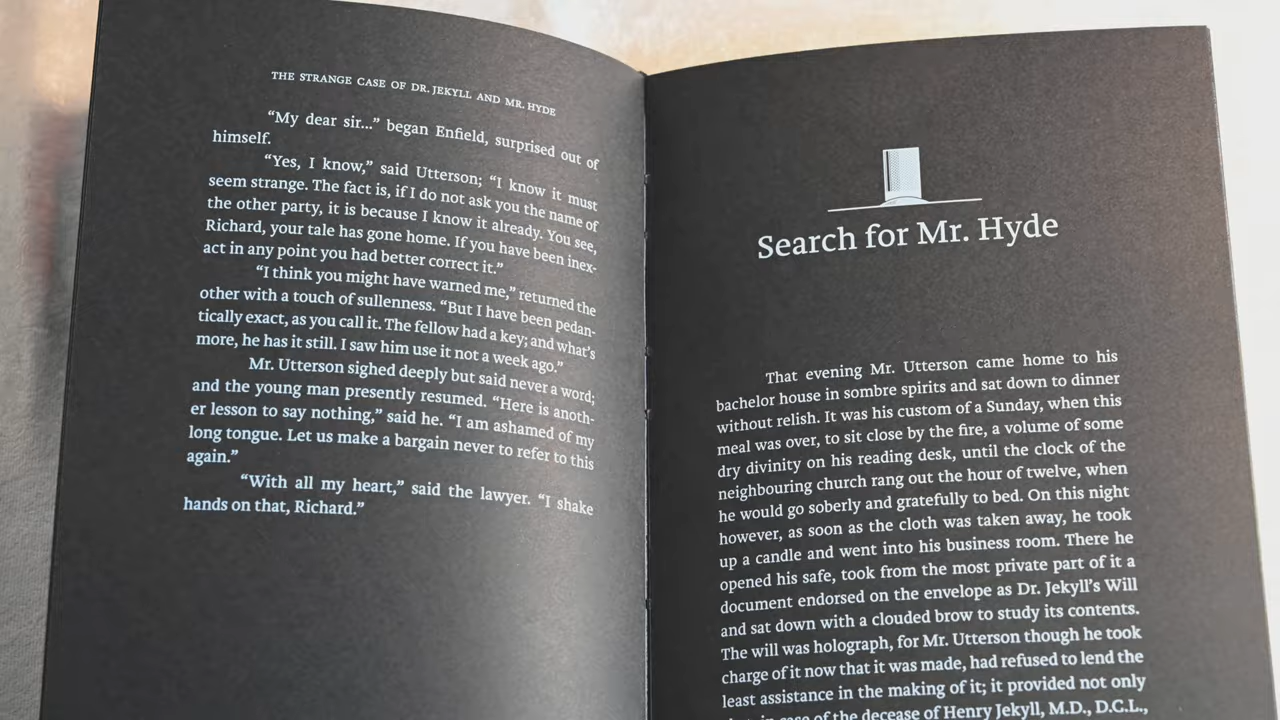 THE STRANGE CASE OF DR. JEKYLL AND MR. HYDE
“My dear sir...” began Enfield, surprised out of
himself.
“Yes, I know,” said Utterson; “I know it must
seem strange. The fact is, if I do not ask you the name of
the other party, it is because I know it already. You see,
Richard, your tale has gone home. If you have been inex-
act in any point you had better correct it.”
“I think you might have warned me,” returned the
other with a touch of sullenness. “But I have been pedan-
tically exact, as you call it. The fellow had a key; and what’s
more, he has it still. I saw him use it not a week ago.”
Mr. Utterson sighed deeply but said never a word;
and the young man presently resumed. “Here is anoth-
er lesson to say nothing,” said he. “I am ashamed of my
long tongue. Let us make a bargain never to refer to this
again.”
“With all my heart,” said the lawyer. “I shake
hands on that, Richard.”
Search for Mr. Hyde
That evening Mr. Utterson came home to his
bachelor house in sombre spirits and sat down to dinner
without relish. It was his custom of a Sunday, when this
meal was over, to sit close by the fire, a volume of some
dry divinity on his reading desk, until the clock of the
neighbouring church rang out the hour of twelve, when
he would go soberly and gratefully to bed. On this night
however, as soon as the cloth was taken away, he took
up a candle and went into his business room. There he
opened his safe, took from the most private part of it a
document endorsed on the envelope as Dr. Jekyll’s Will
and sat down with a clouded brow to study its contents.
The will was holograph, for Mr. Utterson though he took
charge of it now that it was made, had refused to lend the
least assistance in the making of it; it provided not only
in case of the decease of Henry Jekyll, M.D., D.C.L.,